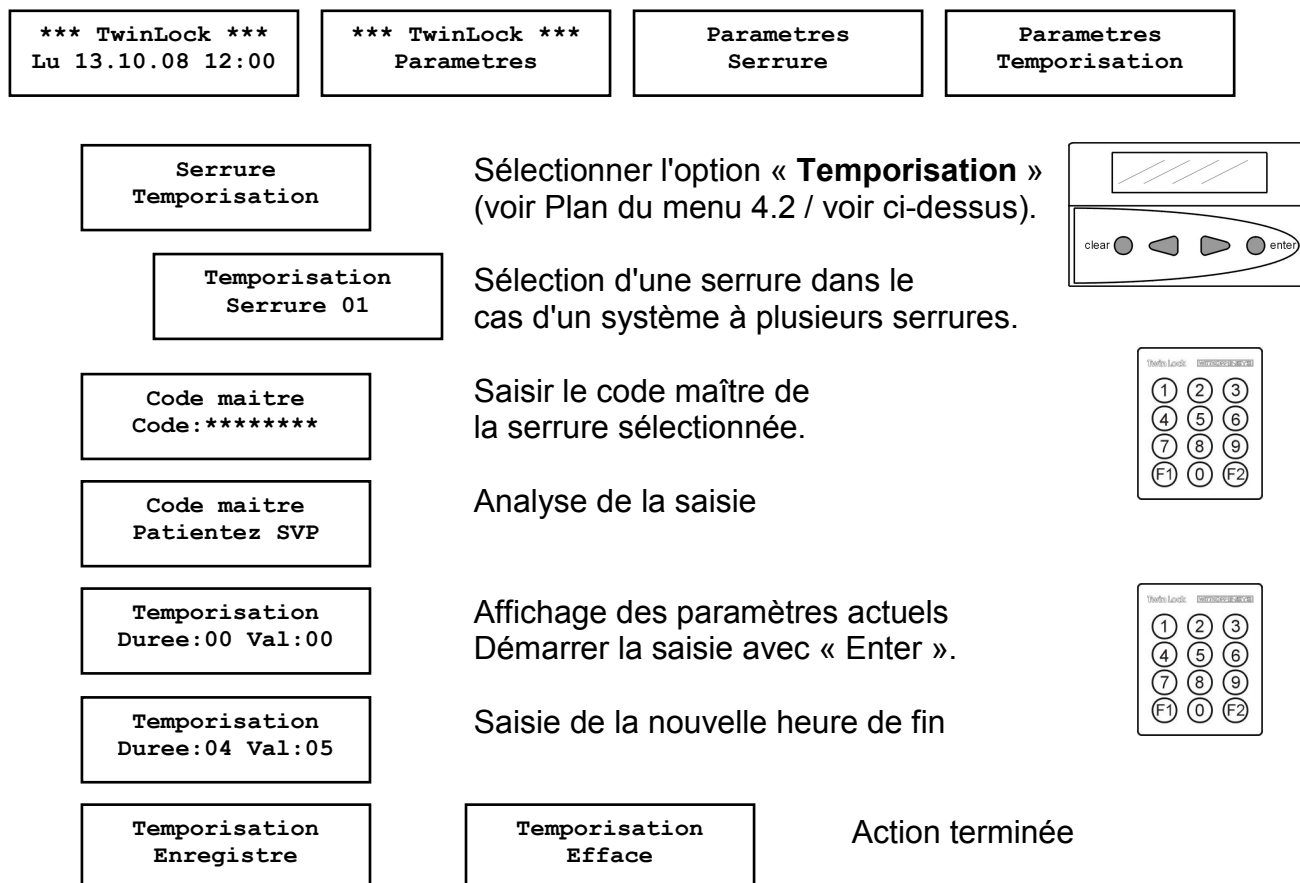 *** TwinLock ***
Lu 13.10.08 12:00
*** TwinLock ***
Parametres
Parametres
Serrure
Parametres
Temporisation
Serrure
Temporisation
Sélectionner l'option « Temporisation »
(voir Plan du menu 4.2 / voir ci-dessus).
clear
enter
Temporisation
Serrure 01
Sélection d'une serrure dans le
cas d'un système à plusieurs serrures.
Code maitre
Code:********
Saisir le code maître de
la serrure sélectionnée.
Twin Lock
1 2 3
4 5 6
7 8 9
F1 0 F2
Code maitre
Patientez SVP
Analyse de la saisie
Temporisation
Duree:00 Val:00
Affichage des paramètres actuels
Démarrer la saisie avec « Enter ».
Twin Lock
1 2 3
4 5 6
7 8 9
F1 0 F2
Temporisation
Duree:04 Val:05
Saisie de la nouvelle heure de fin
Temporisation
Enregistre
Temporisation
Efface
Action terminée